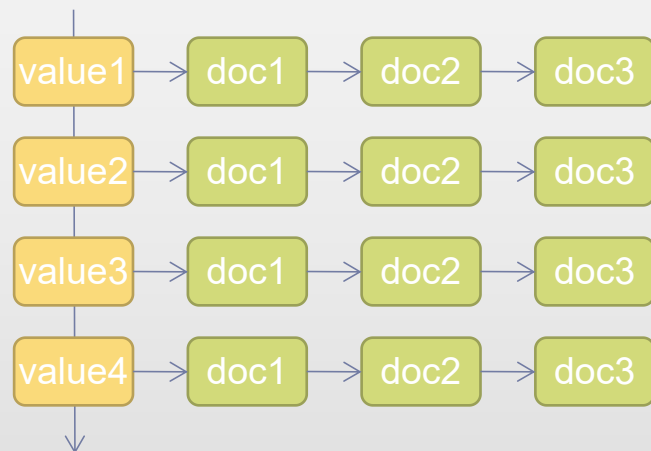 value1 doc1 doc2 doc3
value2 doc1 doc2 doc3
value3 doc1 doc2 doc3
value4 doc1 doc2 doc3